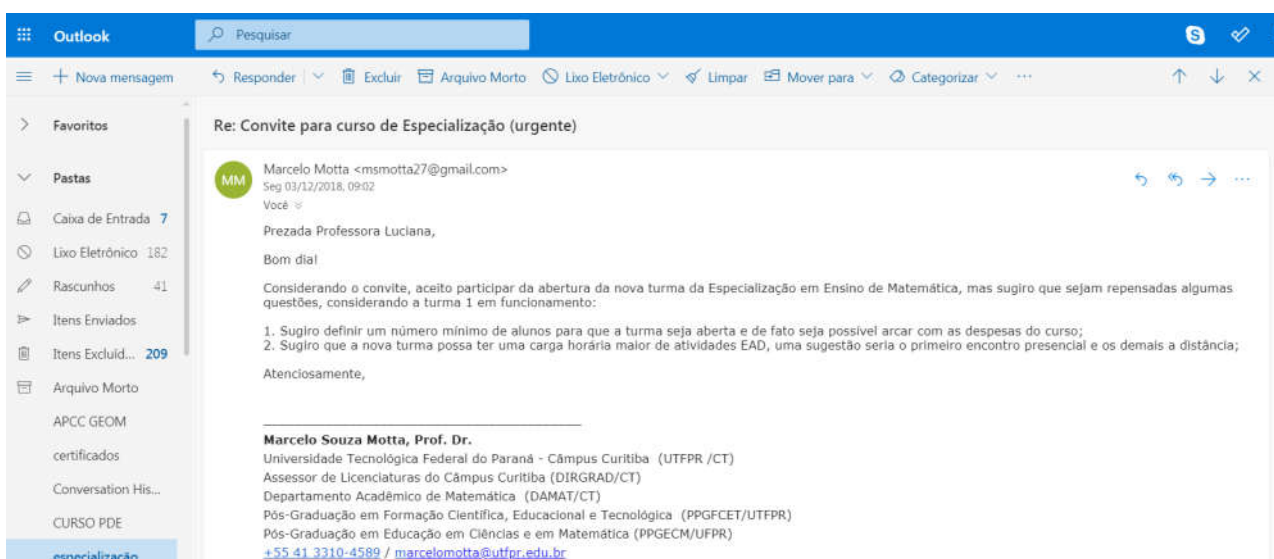 Outlook
Pesquisar
Nova mensagem
Responder
Excluir
Arquivo Morto
Lixo Eletrônico
Limpar
Mover para
Categorizar
Favoritos
Re: Convite para curso de Especialização (urgente)
Pastas
MM
Marcelo Motta <msmotta27@gmail.com>
Seg 03/12/2018, 09:02
Você
Caixa de Entrada 7
Lixo Eletrônico 182
Rascunhos 41
Itens Enviados
Itens Excluíd... 209
Arquivo Morto
APCC GEOM
certificados
Conversation His...
CURSO PDE
especialização
Prezada Professora Luciana,
Bom dia!
Considerando o convite, aceito participar da abertura da nova turma da Especialização em Ensino de Matemática, mas sugiro que sejam repensadas algumas
questões, considerando a turma 1 em funcionamento:
1. Sugiro definir um número mínimo de alunos para que a turma seja aberta e de fato seja possível arcar com as despesas do curso;
2. Sugiro que a nova turma possa ter uma carga horária maior de atividades EAD, uma sugestão seria o primeiro encontro presencial e os demais a distância;
Atenciosamente,
Marcelo Souza Motta, Prof. Dr.
Universidade Tecnológica Federal do Paraná - Câmpus Curitiba (UTFPR /CT)
Assessor de Licenciaturas do Câmpus Curitiba (DIRGRAD/CT)
Departamento Acadêmico de Matemática (DAMAT/CT)
Pós-Graduação em Formação Científica, Educacional e Tecnológica (PPGFCET/UTFPR)
Pós-Graduação em Educação em Ciências e em Matemática (PPGECM/UFPR)
+55 41 3310-4589 / marcelomotta@utfpr.edu.br